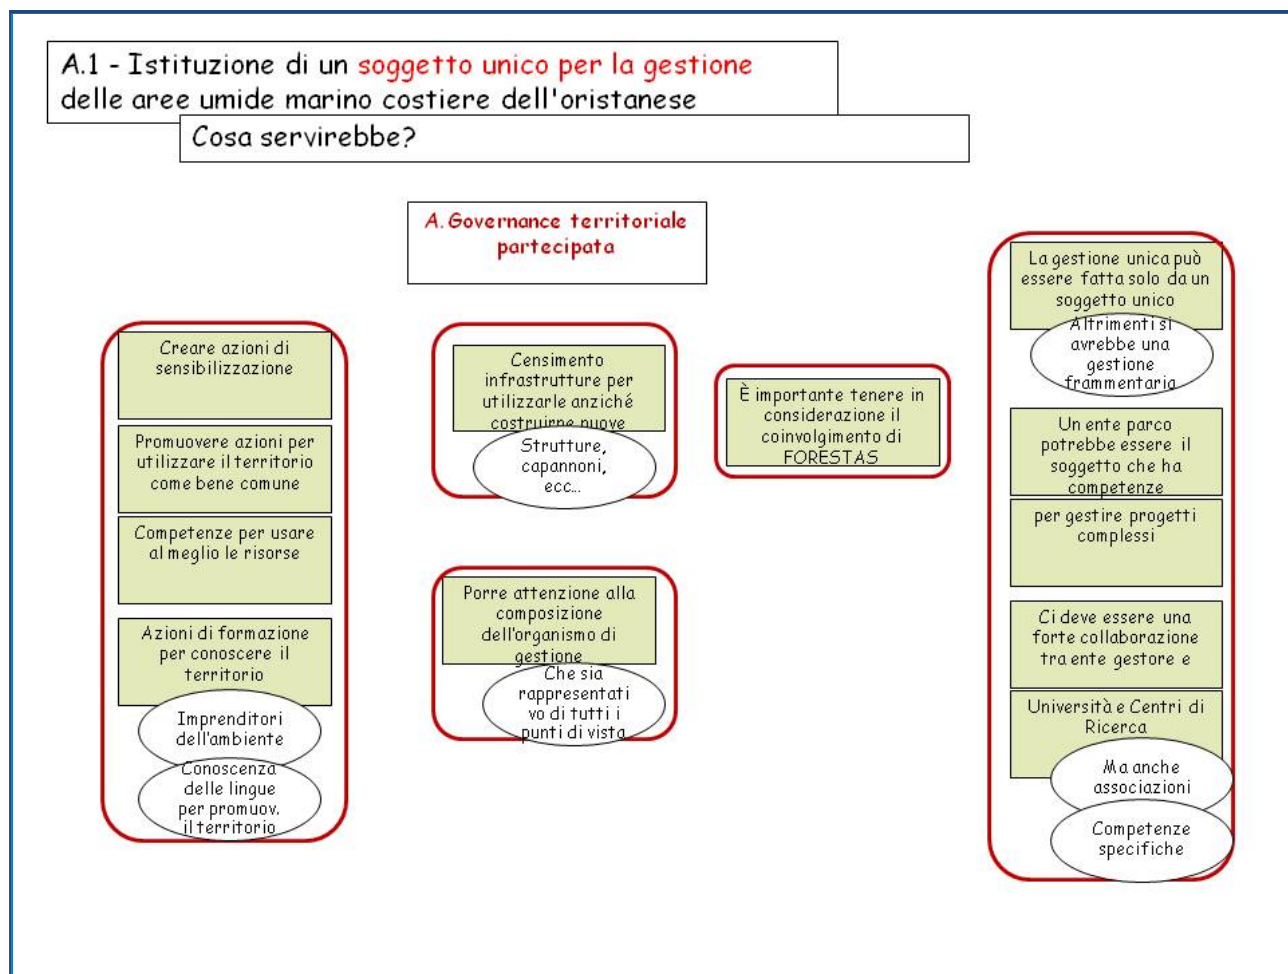 A.1 - Istituzione di un soggetto unico per la gestione
delle aree umide marino costiere dell'oristanese
Cosa servirebbe?
A. Governance territoriale
partecipata
Creare azioni di
sensibilizzazione
Promuovere azioni per
utilizzare il territorio
come bene comune
Competenze per usare
al meglio le risorse
Azioni di formazione
per conoscere il
territorio
Imprenditori
dell'ambiente
Conoscenza
delle lingue
per promuov.
il territorio
Censimento
infrastrutture per
utilizzarle anziché
costruirne nuove
Strutture,
capannoni,
ecc...
Porre attenzione alla
composizione
dell'organismo di
gestione
Che sia
rappresentati
vo di tutti i
punti di vista
È importante tenere in
considerazione il
coinvolgimento di
FORESTAS
La gestione unica può
essere fatta solo da un
soggetto unico
Altrimenti si
avrebbe una
gestione
frammentaria
Un ente parco
potrebbe essere il
soggetto che ha
competenze
per gestire progetti
complessi
Ci deve essere una
forte collaborazione
tra ente gestore e
Università e Centri di
Ricerca
Ma anche
associazioni
Competenze
specifiche